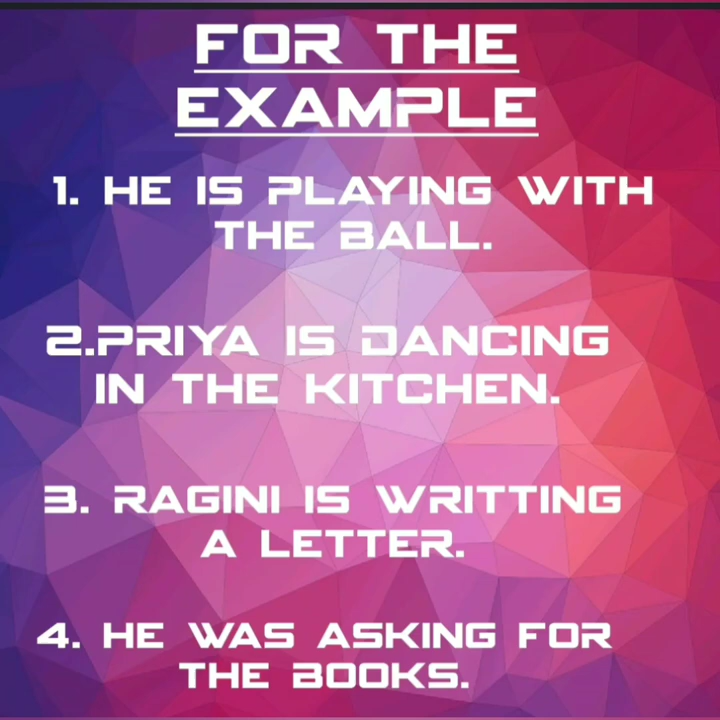 FOR THE
EXAMPLE
1. HE IS PLAYING WITH
THE BALL.
2.PRIYA IS DANCING
IN THE KITCHEN.
3. RAGINI IS WRITTING
A LETTER.
4. HE WAS ASKING FOR
THE BOOKS.